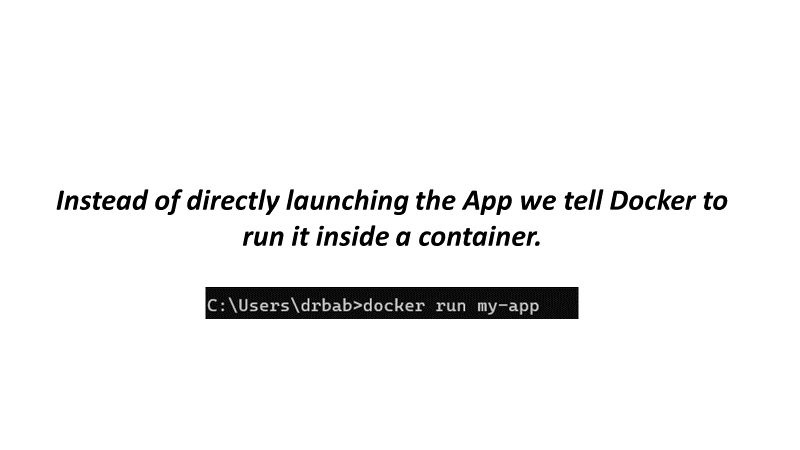 Instead of directly launching the App we tell Docker to
run it inside a container.
C:\Users\drbab>docker run my-app